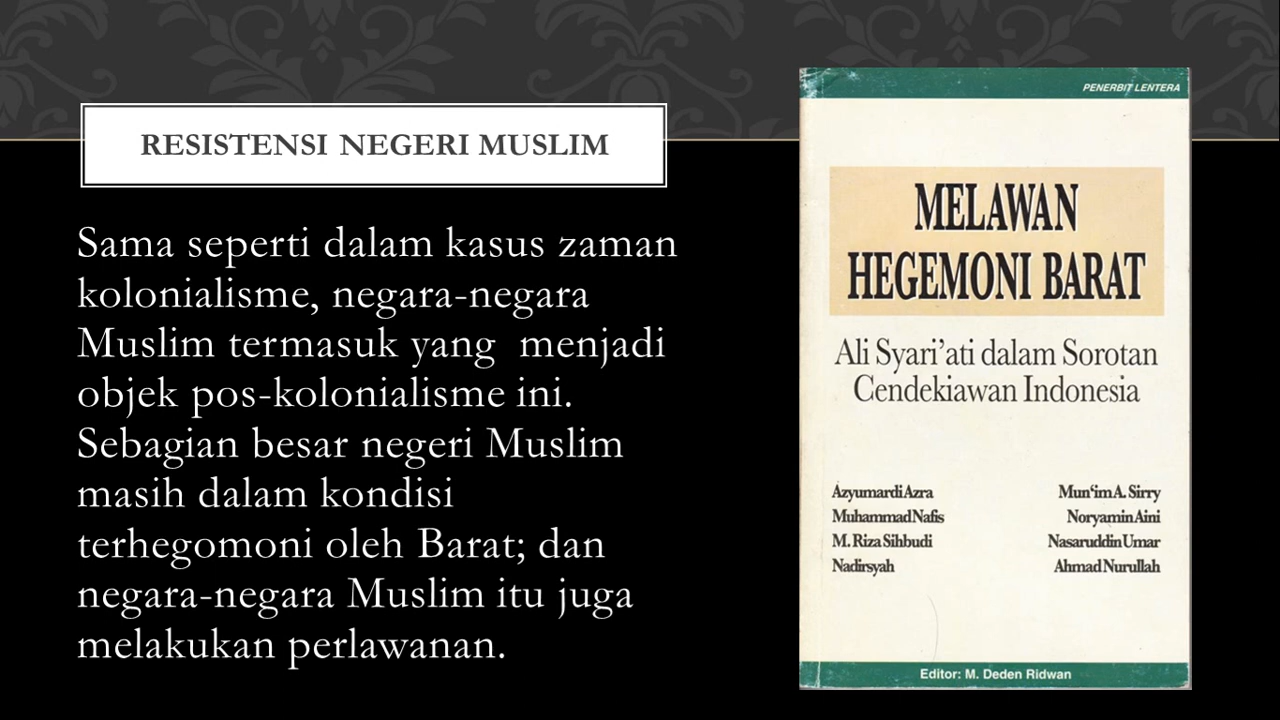 RESISTENSI NEGERI MUSLIM
Sama seperti dalam kasus zaman
kolonialisme, negara-negara
Muslim termasuk yang  menjadi
objek pos-kolonialisme ini.
Sebagian besar negeri Muslim
masih dalam kondisi
terhegomoni oleh Barat; dan
negara-negara Muslim itu juga
melakukan perlawanan.
PENERBIT LENTERA
MELAWAN
HEGEMONI BARAT
Ali Syari'ati dalam Sorotan
Cendekiawan Indonesia
Azyumardi Azra
Muhammad Nafis
M. Riza Sihbudi
Nadirsyah
Mun‘im A. Sirry
Noryamin Aini
Nasaruddin Umar
Ahmad Nurullah
Editor: M. Deden Ridwan